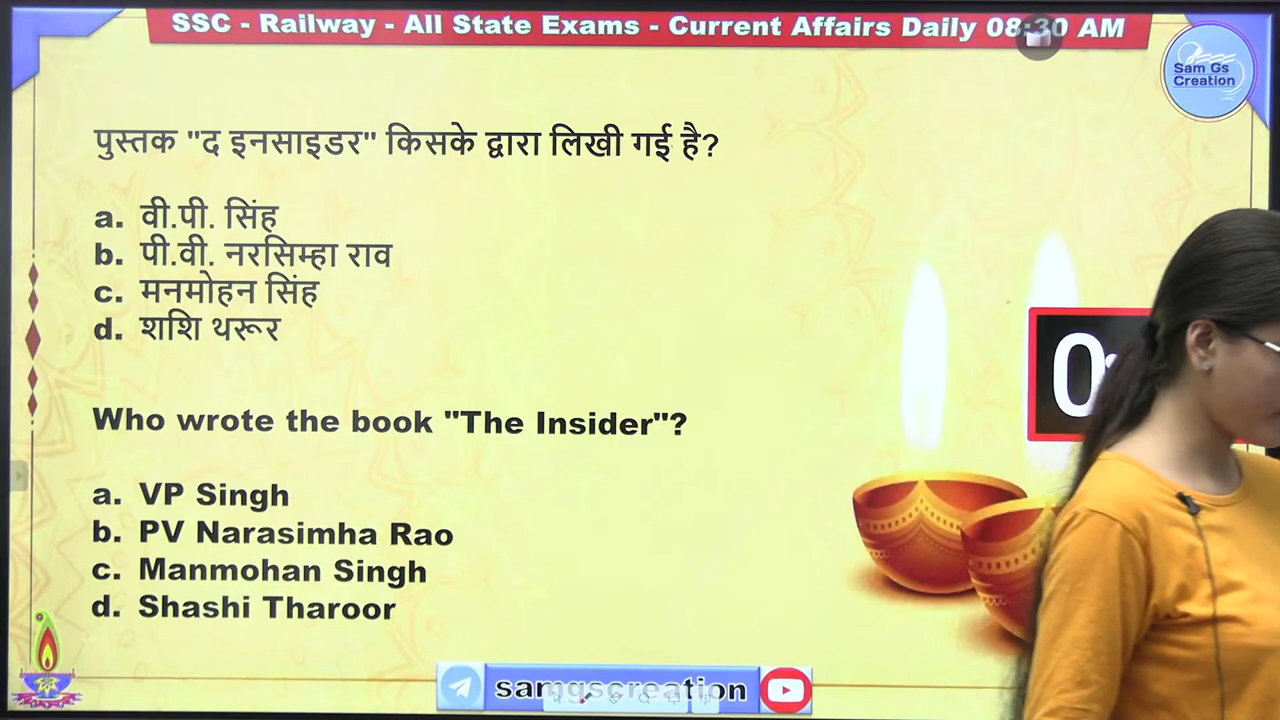 SSC - Railway - All State Exams - Current Affairs Daily 08:30 AM
Sam Gs
Creation
पुस्तक "द इनसाइडर" किसके द्वारा लिखी गई है?
a. वी.पी. सिंह
b. पी.वी. नरसिम्हा राव
c. मनमोहन सिंह
d. शशि थरूर
Who wrote the book "The Insider"?
a. VP Singh
b. PV Narasimha Rao
c. Manmohan Singh
d. Shashi Tharoor
samgscreation